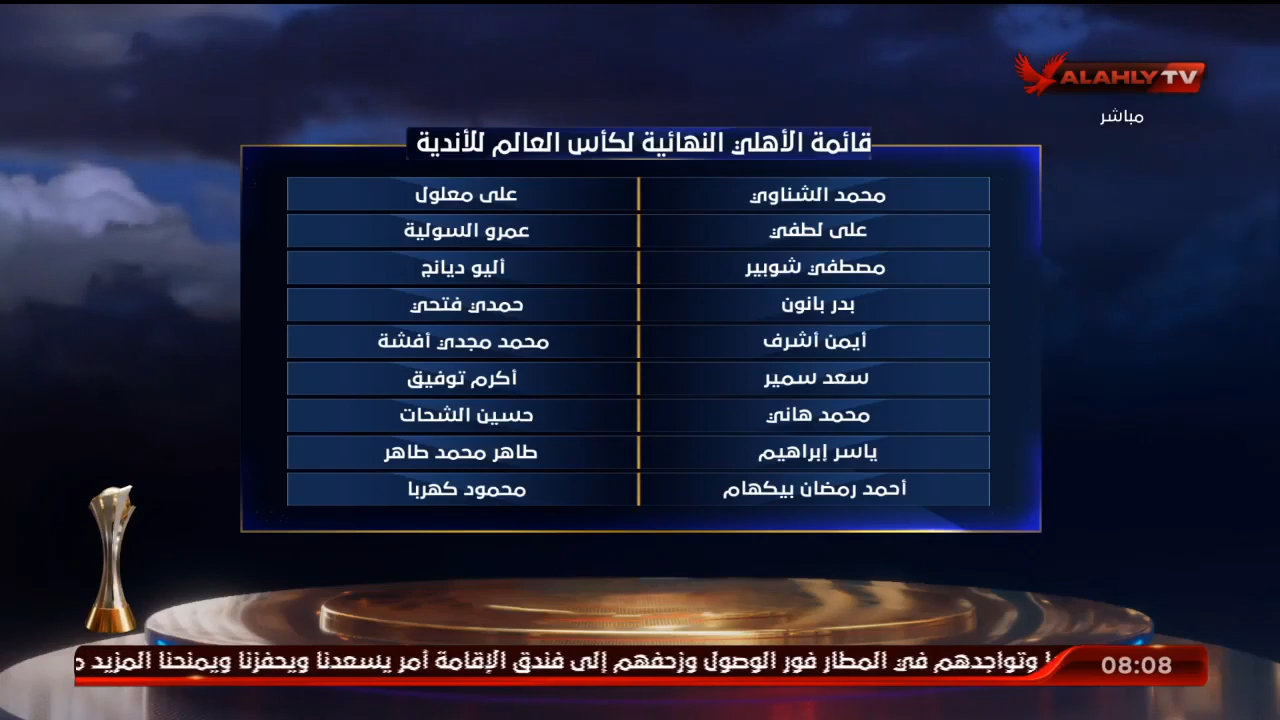 ALAHLY TV
مباشر
قائمة الأهلي النهائية لكأس العالم للأندية
محمد الشناوي
على معلول
على لطفي
عمرو السولية
مصطفي شوبير
أليو ديانج
بدر بانون
حمدي فتحي
أيمن أشرف
محمد مجدي أفشة
سعد سمير
أكرم توفيق
محمد هاني
حسين الشحات
ياسر إبراهيم
طاهر محمد طاهر
أحمد رمضان بيكهام
محمود كهربا
وتواجدهم في المطار فور الوصول وزحفهم إلى فندق الإقامة أمر يسعدنا ويحفزنا ويمنحنا المزيد
08:08